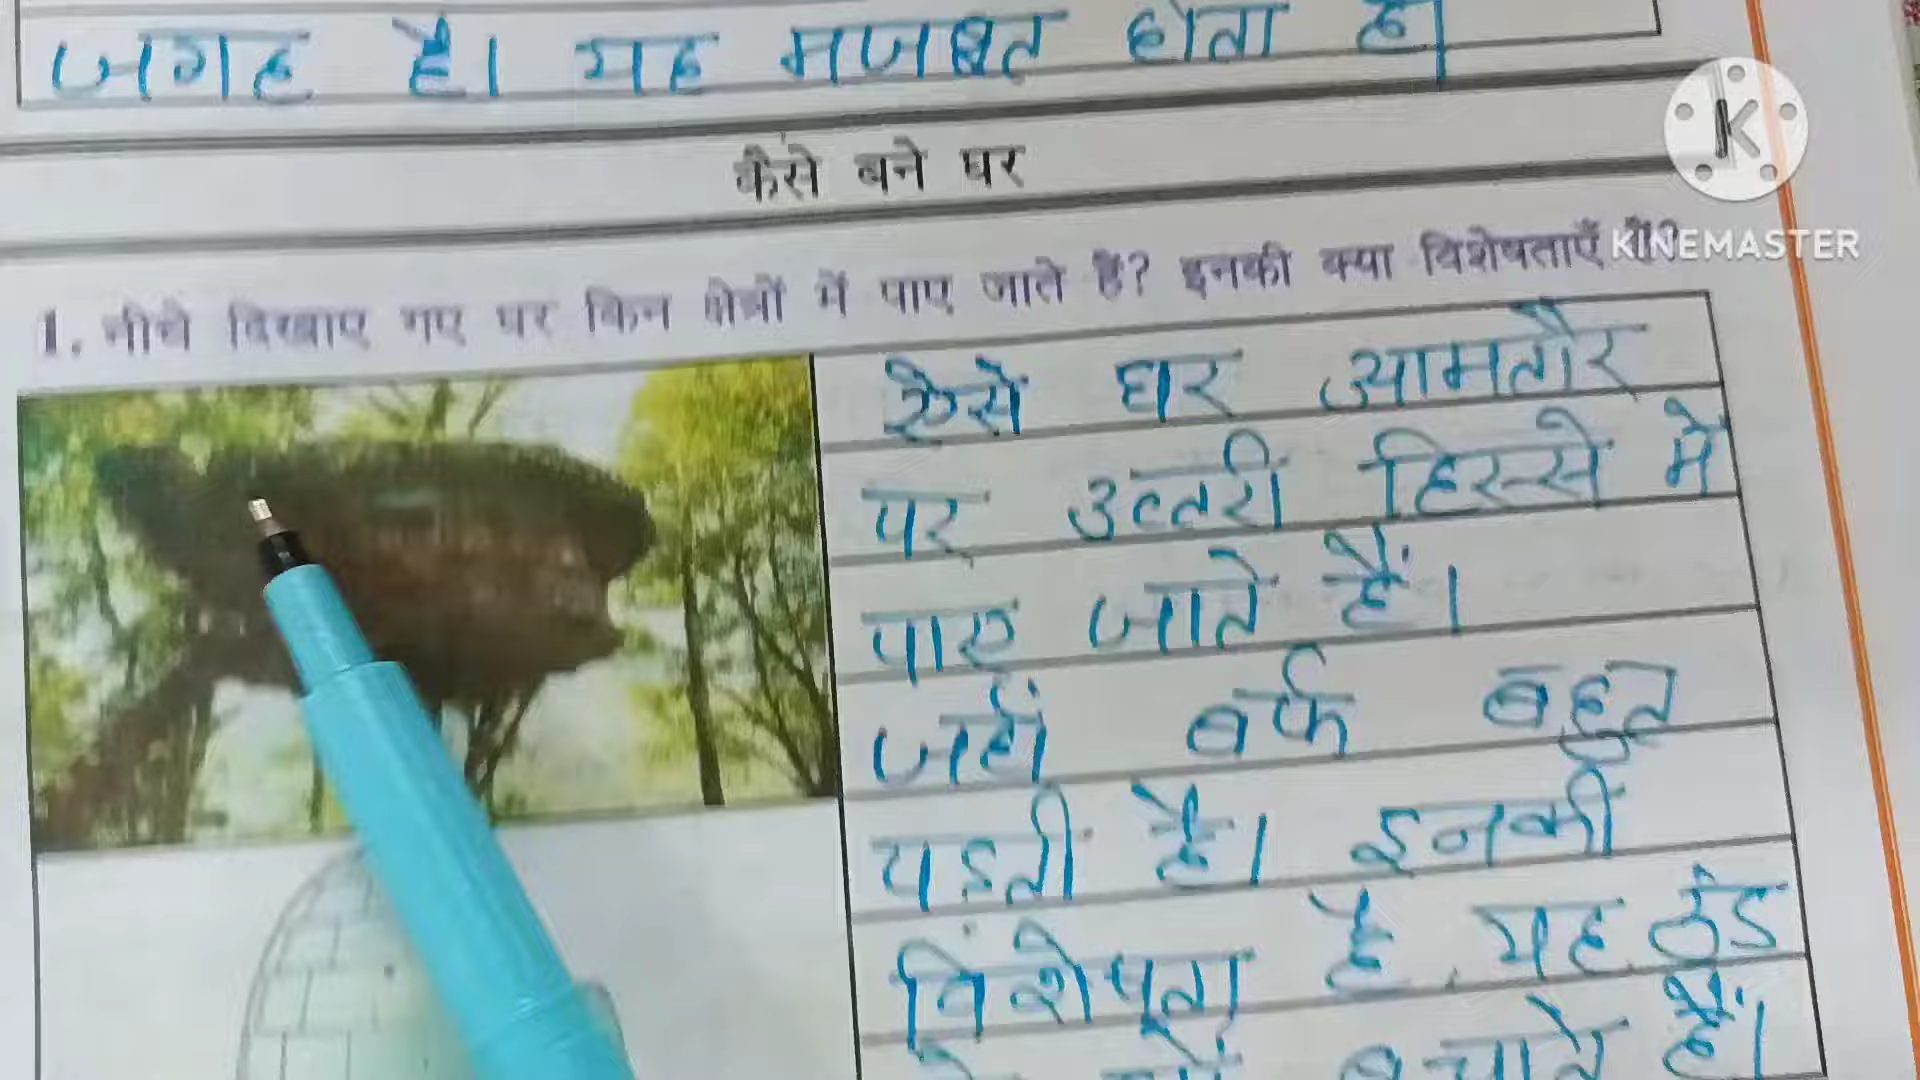 जगह है। यह मजबूत होता है
कैसे बने घर
KINEMASTER
1. नीचे दिखाए गए घर किन क्षेत्रों में पाए जाते हैं? इनकी क्या विशेषताएँ हैं?
ऐसे घर आमतौर
पर उत्तरी हिस्से में
पाए जाते हैं।
जहाँ बर्फ बहुत
पड़ती है। इनकी
विशेषता है, यह ठंड
बचाते हैं।